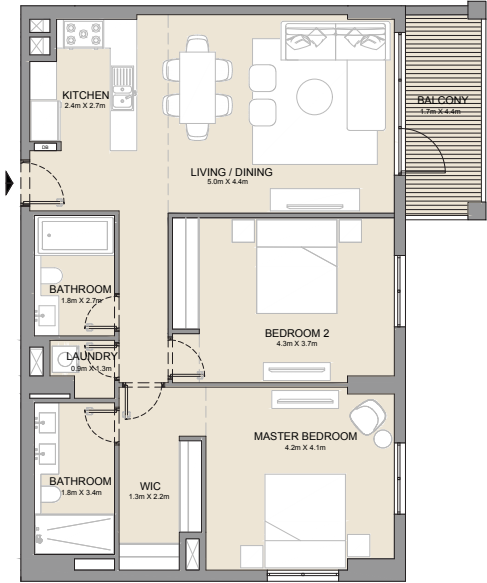 KITCHEN
2.4m X 2.7m
BALCONY
1.7m X 4.4m
DB
LIVING / DINING
5.0m X 4.4m
BATHROOM
1.8m X 2.7m
BEDROOM 2
4.3m X 3.7m
LAUNDRY
0.9m X 1.3m
MASTER BEDROOM
4.2m X 4.1m
BATHROOM
1.8m X 3.4m
WIC
1.3m X 2.2m